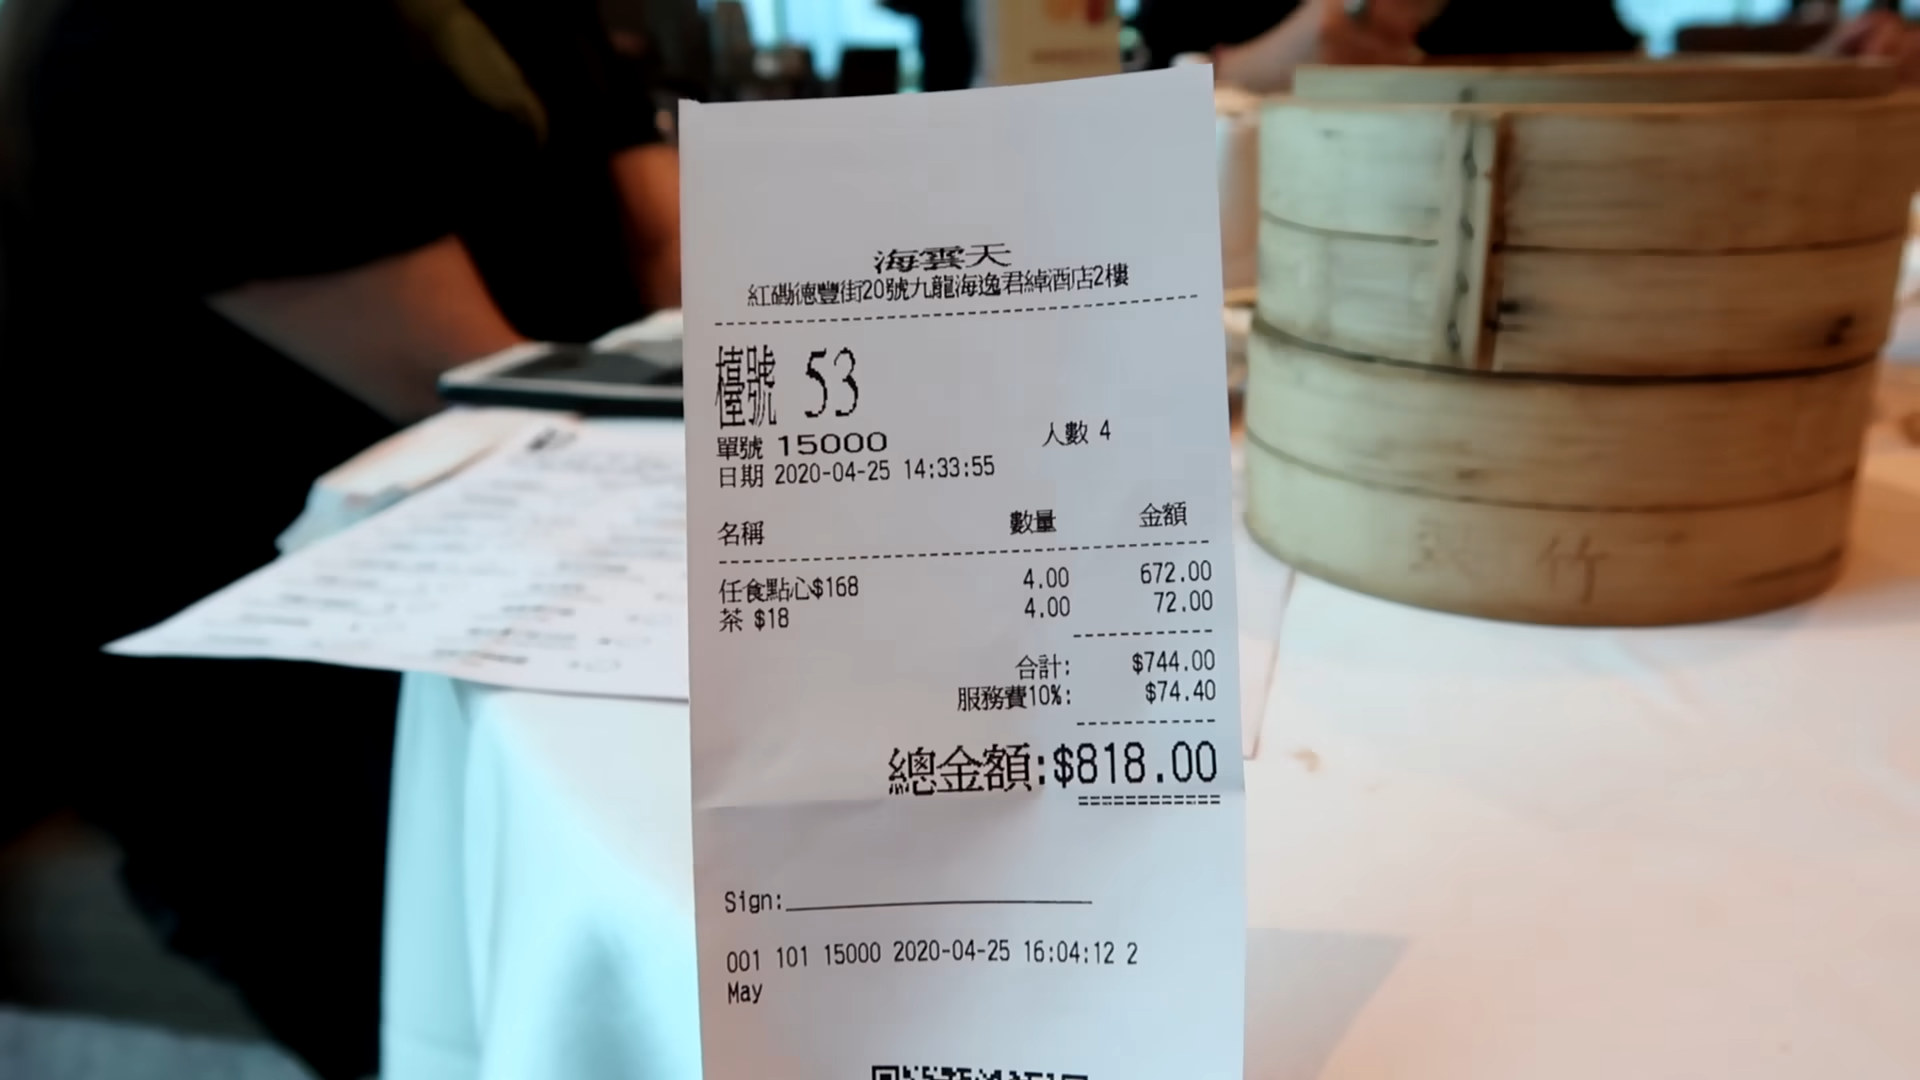 海雲天
紅磡德豐街20號九龍海逸君綽酒店2樓
檯號 53
單號 15000 人數 4
日期 2020-04-25 14:33:55
名稱 數量 金額
任食點心$168 4.00 672.00
茶 $18 4.00 72.00
合計: $744.00
服務費10%: $74.40
總金額:$818.00
Sign:
001 101 15000 2020-04-25 16:04:12 2
May
竹